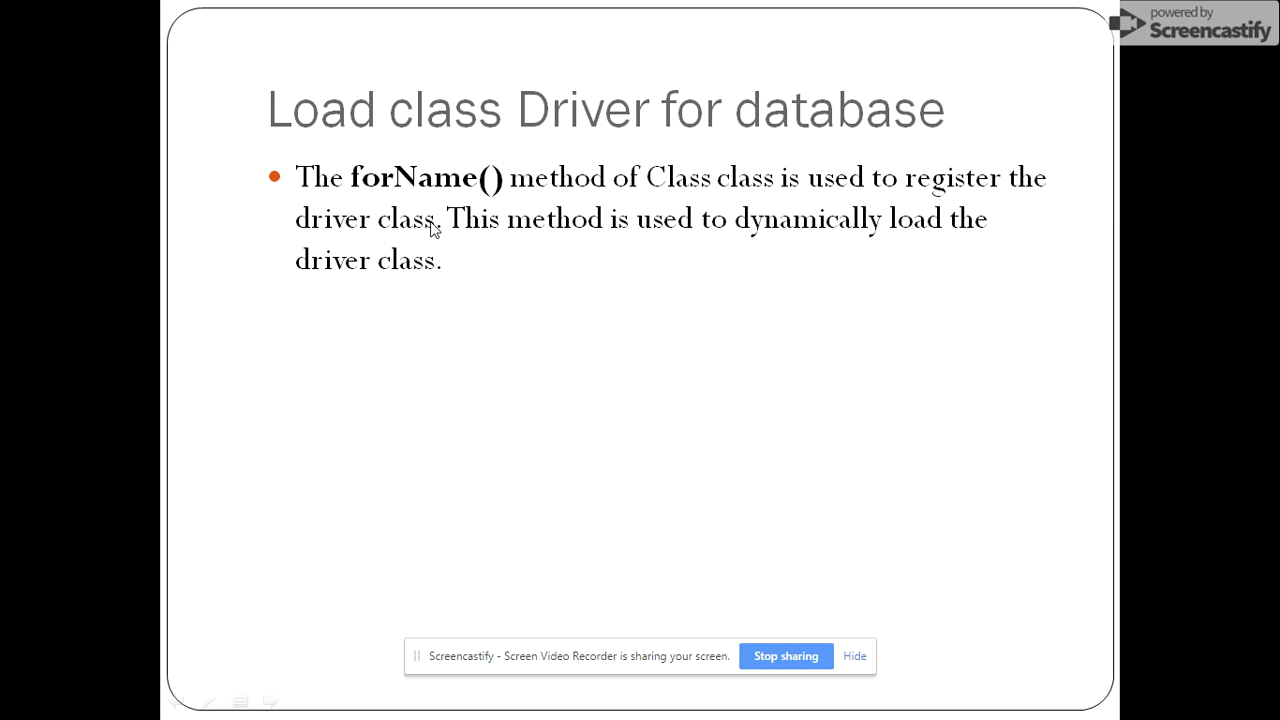 powered by
Screencastify
Load class Driver for database
The forName() method of Class class is used to register the
driver class. This method is used to dynamically load the
driver class.
Screencastify - Screen Video Recorder is sharing your screen. Stop sharing Hide